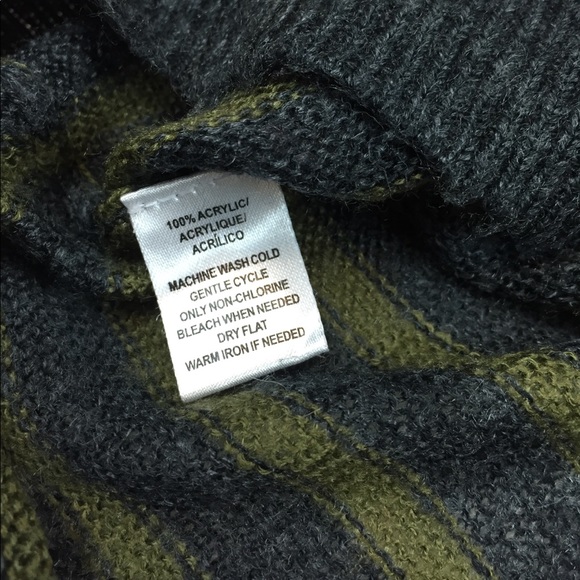 100% ACRYLIC/
ACRYLIQUE/
ACRÍLICO
MACHINE WASH COLD
GENTLE CYCLE
ONLY NON-CHLORINE
BLEACH WHEN NEEDED
DRY FLAT
WARM IRON IF NEEDED